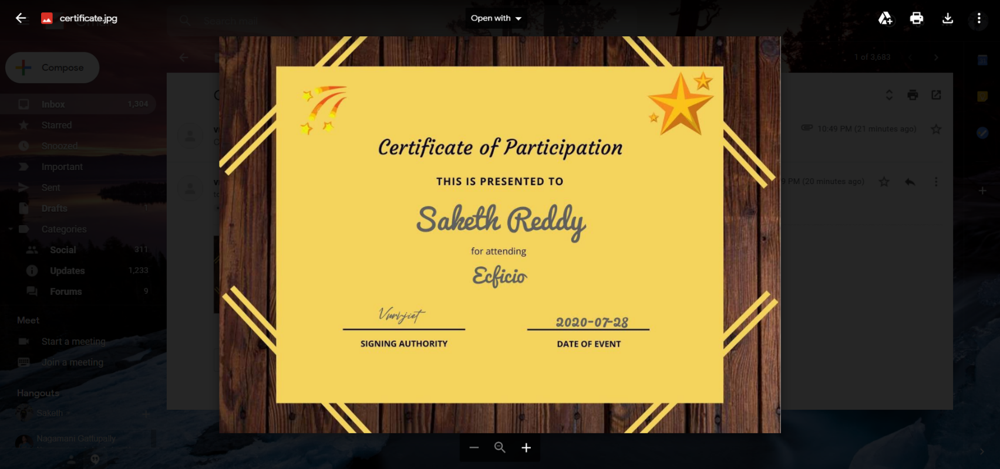 certificate.jpg
Open with
Search mail
Compose
1 of 3,683
Inbox 1,304
Starred
10:49 PM (21 minutes ago)
Snoozed
Certificate of Participation
Important
THIS IS PRESENTED TO
Sent
PM (20 minutes ago)
Drafts 1
Saketh Reddy
Categories
Social 311
for attending
Updates 1,233
Ecficio
Forums 9
Vurvjiet
2020-07-28
Meet
SIGNING AUTHORITY
DATE OF EVENT
Start a meeting
Join a meeting
Hangouts
Saketh
Nagamani Gattupally